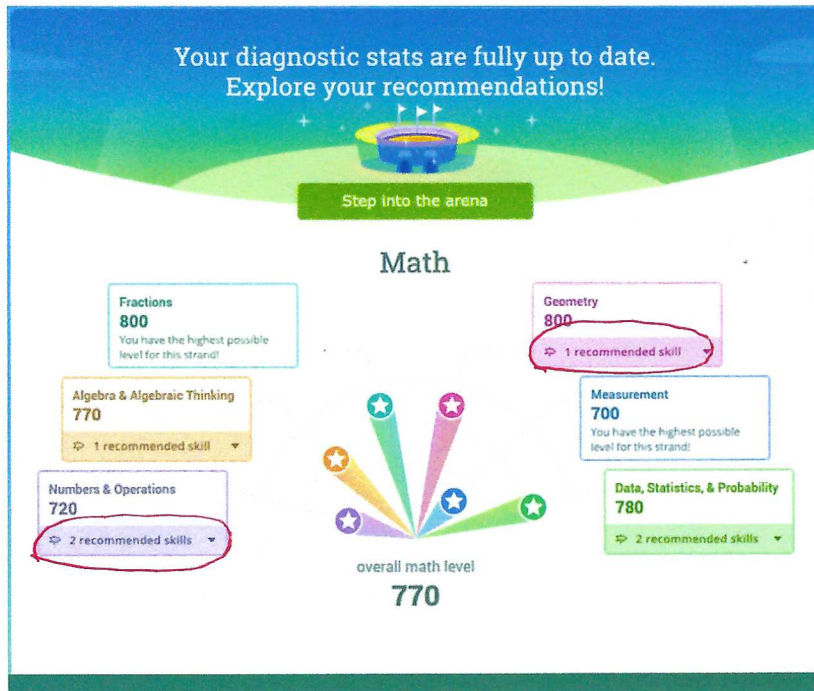 Your diagnostic stats are fully up to date.
Explore your recommendations!
Step into the arena
Math
Fractions
800
You have the highest possible
level for this strand!
Geometry
800
1 recommended skill
Algebra & Algebraic Thinking
770
1 recommended skill
Measurement
700
You have the highest possible
level for this strand!
Numbers & Operations
720
2 recommended skills
Data, Statistics, & Probability
780
2 recommended skills
overall math level
770